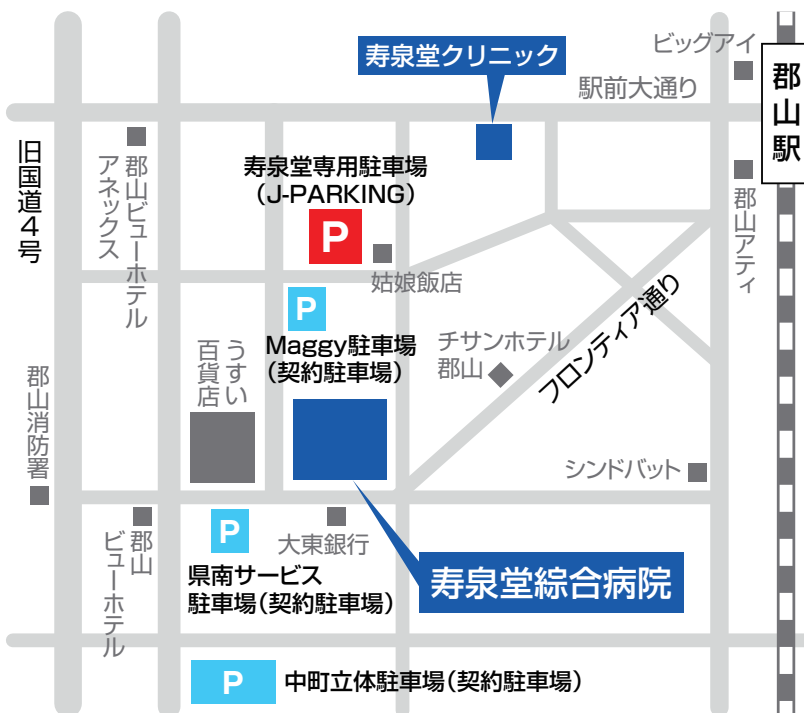 ビッグアイ
寿泉堂クリニック
駅前大通り
郡山駅
旧国道4号
郡山ビューホテル
アネックス
寿泉堂専用駐車場
(J-PARKING)
P
郡山アティ
姑娘飯店
P
フロンティア通り
Maggy駐車場
(契約駐車場)
チサンホテル
郡山
うすい
百貨店
郡山消防署
シンドバット
P
大東銀行
郡山
ビューホテル
県南サービス
駐車場(契約駐車場)
寿泉堂綜合病院
P
中町立体駐車場(契約駐車場)